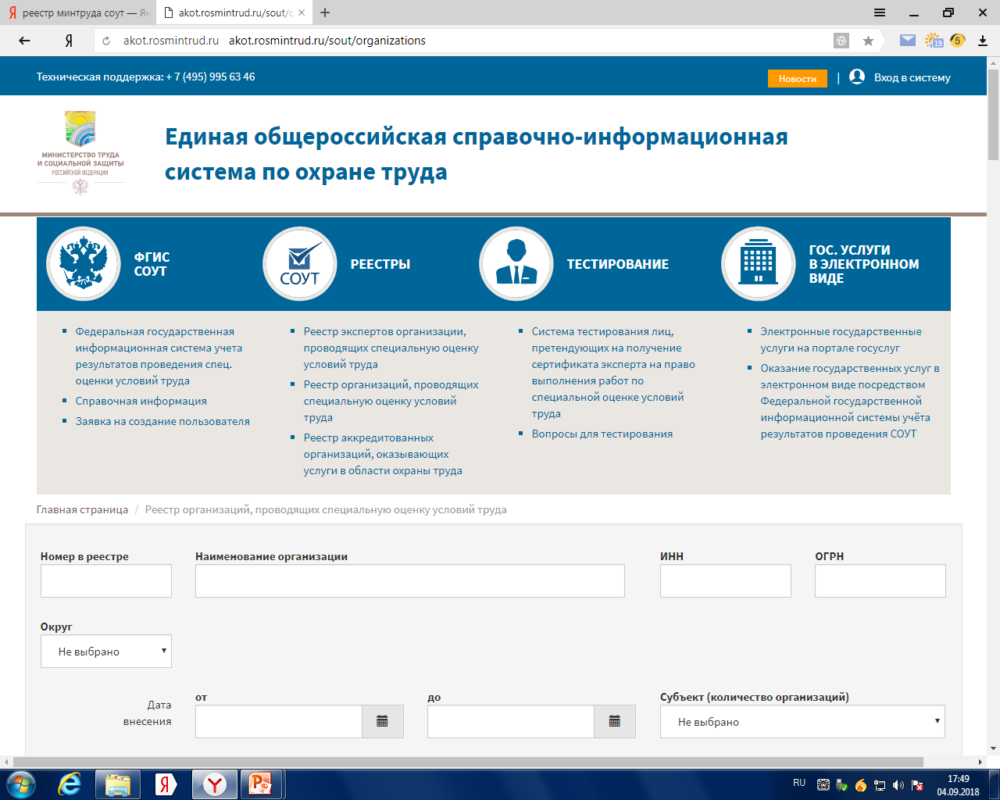 реестр минтруда соут — Ян
akot.rosmintrud.ru/sout/o
akot.rosmintrud.ru akot.rosmintrud.ru/sout/organizations
19
5
Техническая поддержка: + 7 (495) 995 63 46
Новости
Вход в систему
МИНИСТЕРСТВО ТРУДА
И СОЦИАЛЬНОЙ ЗАЩИТЫ
РОССИЙСКОЙ ФЕДЕРАЦИИ
Единая общероссийская справочно-информационная
система по охране труда
ФГИС
СОУТ
СОУТ
РЕЕСТРЫ
ТЕСТИРОВАНИЕ
ГОС. УСЛУГИ
В ЭЛЕКТРОННОМ
ВИДЕ
Федеральная государственная
информационная система учета
результатов проведения спец.
оценки условий труда
Справочная информация
Заявка на создание пользователя
Реестр экспертов организации,
проводящих специальную оценку
условий труда
Реестр организаций, проводящих
специальную оценку условий
труда
Реестр аккредитованных
организаций, оказывающих
услуги в области охраны труда
Система тестирования лиц,
претендующих на получение
сертификата эксперта на право
выполнения работ по
специальной оценке условий
труда
Вопросы для тестирования
Электронные государственные
услуги на портале госуслуг
Оказание государственных услуг в
электронном виде посредством
Федеральной государственной
информационной системы учёта
результатов проведения СОУТ
Главная страница / Реестр организаций, проводящих специальную оценку условий труда
Номер в реестре
Наименование организации
ИНН
ОГРН
Округ
Не выбрано
Дата
внесения
от
до
Субъект (количество организаций)
Не выбрано
RU
17:49
04.09.2018